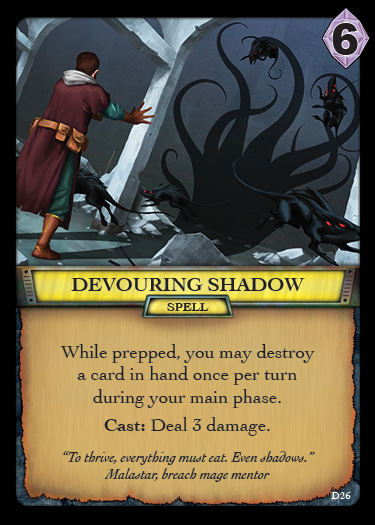 6
DEVOURING SHADOW
SPELL
While prepped, you may destroy
a card in hand once per turn
during your main phase.
Cast: Deal 3 damage.
“To thrive, everything must eat. Even shadows.”
Malastar, breach mage mentor
D26